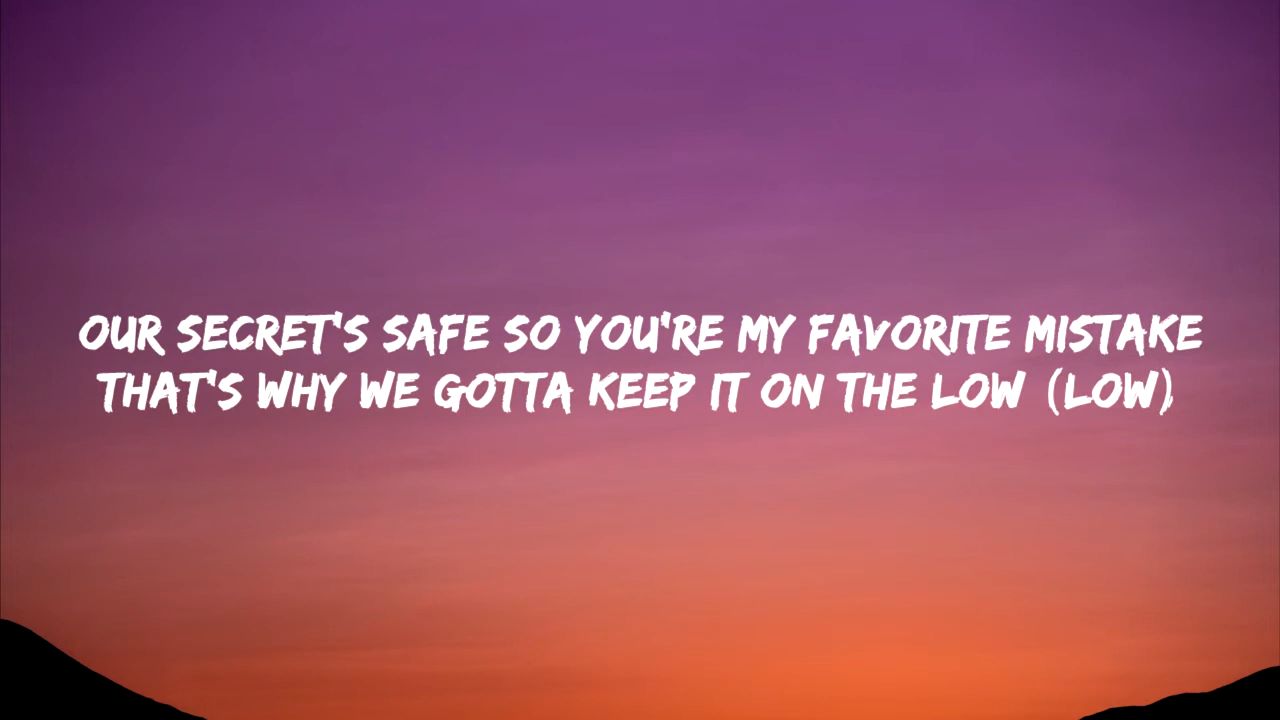 OUR SECRET'S SAFE SO YOU'RE MY FAVORITE MISTAKE
THAT'S WHY WE GOTTA KEEP IT ON THE LOW (LOW)